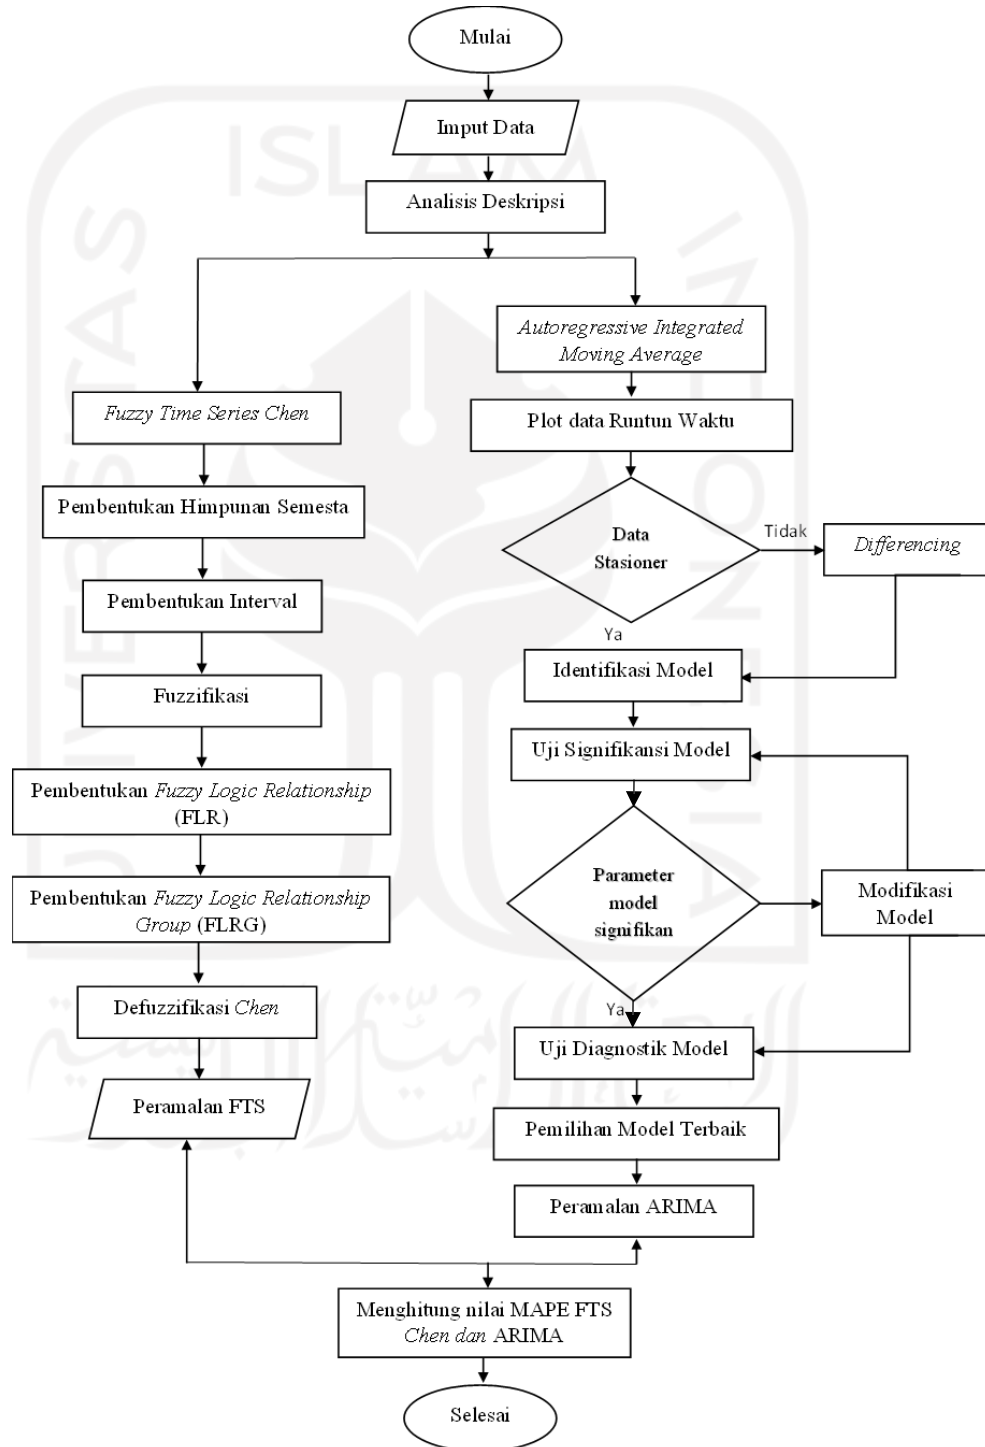 Mulai
Imput Data
Analisis Deskripsi
Fuzzy Time Series Chen
Pembentukan Himpunan Semesta
Pembentukan Interval
Fuzzifikasi
Pembentukan Fuzzy Logic Relationship
(FLR)
Pembentukan Fuzzy Logic Relationship
Group (FLRG)
Defuzzifikasi Chen
Peramalan FTS
Autoregressive Integrated
Moving Average
Plot data Runtun Waktu
Data
Stasioner
Tidak
Differencing
Ya
Identifikasi Model
Uji Signifikansi Model
Parameter
model
signifikan
Modifikasi
Model
Ya
Uji Diagnostik Model
Pemilihan Model Terbaik
Peramalan ARIMA
Menghitung nilai MAPE FTS
Chen dan ARIMA
Selesai
UNIVERSITAS
ISLAM
INDONESIA